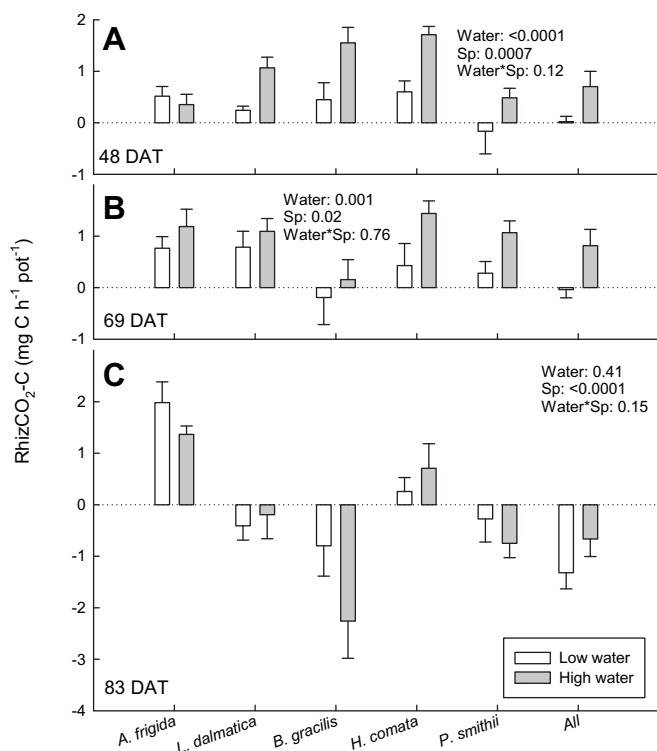 A
Water: <0.0001
Sp: 0.0007
Water*Sp: 0.12
2
1
0
-1
48 DAT
B
Water: 0.001
Sp: 0.02
Water*Sp: 0.76
1
0
-1
69 DAT
C
Water: 0.41
Sp: <0.0001
Water*Sp: 0.15
2
1
0
-1
-2
-3
-4
83 DAT
Low water
High water
RhizCO₂-C (mg C h⁻¹ pot⁻¹)
A. frigida
L. dalmatica
B. gracilis
H. comata
P. smithii
All